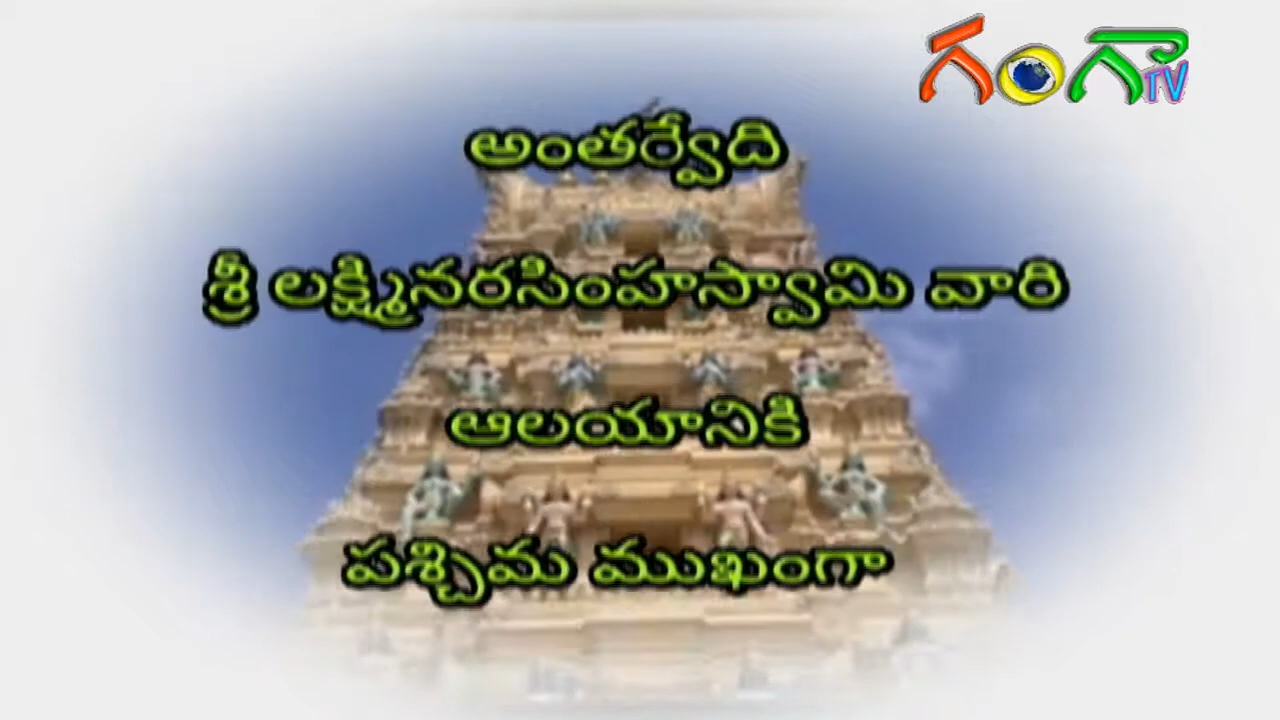 గంగా TV
అంతర్వేది
శ్రీ లక్ష్మినరసింహస్వామి వారి
ఆలయానికి
పశ్చిమ ముఖంగా